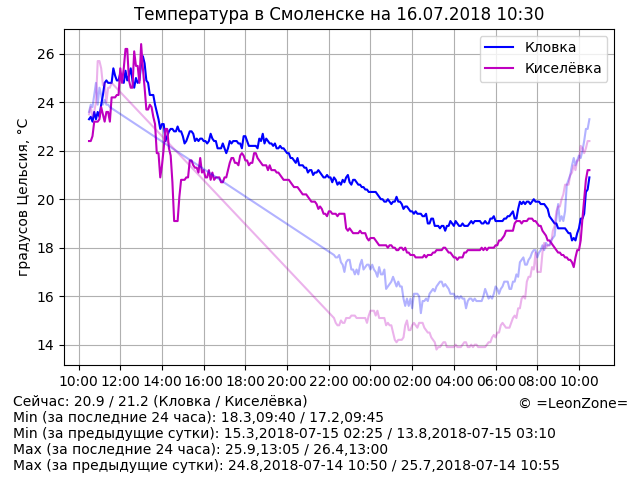 Температура в Смоленске на 16.07.2018 10:30
Кловка
Киселёвка
градусов Цельсия, °C
26
24
22
20
18
16
14
10:00 12:00 14:00 16:00 18:00 20:00 22:00 00:00 02:00 04:00 06:00 08:00 10:00
Сейчас: 20.9 / 21.2 (Кловка / Киселёвка)
© =LeonZone=
Min (за последние 24 часа): 18.3,09:40 / 17.2,09:45
Min (за предыдущие сутки): 15.3,2018-07-15 02:25 / 13.8,2018-07-15 03:10
Max (за последние 24 часа): 25.9,13:05 / 26.4,13:00
Max (за предыдущие сутки): 24.8,2018-07-14 10:50 / 25.7,2018-07-14 10:55